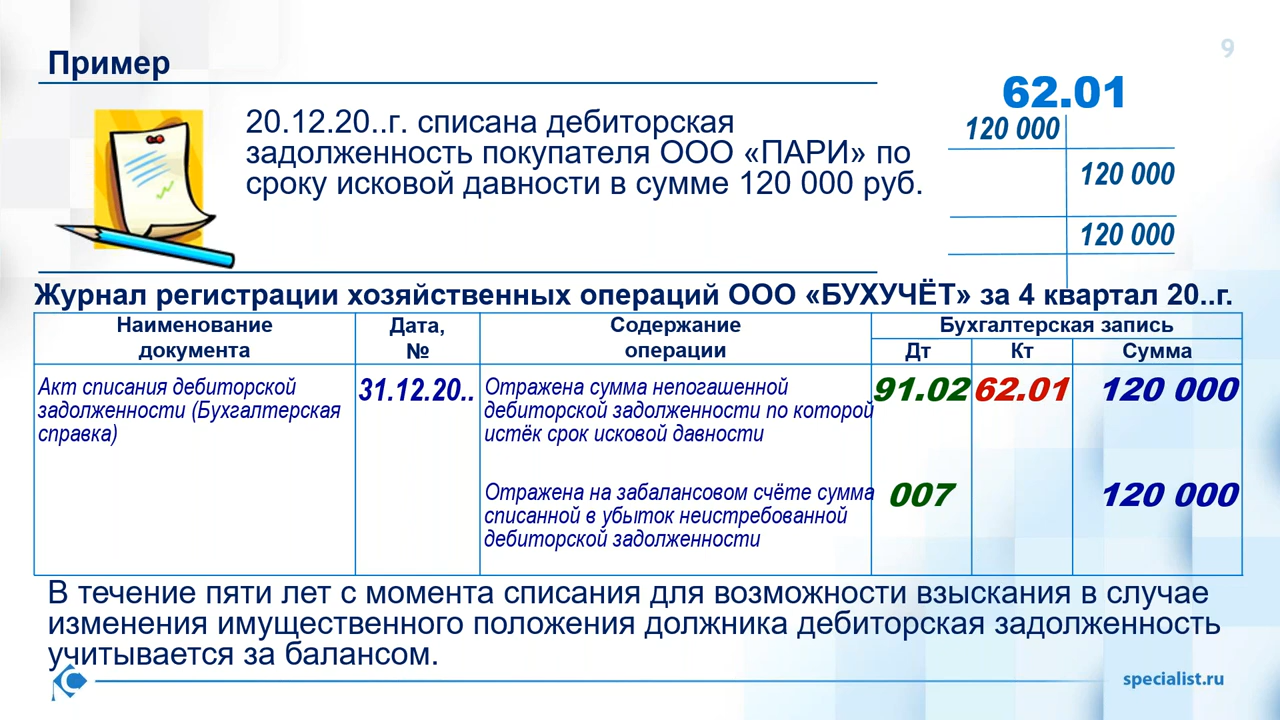 9
Пример
62.01
20.12.20..г. списана дебиторская
задолженность покупателя ООО «ПАРИ» по
сроку исковой давности в сумме 120 000 руб.
120 000
120 000
120 000
Журнал регистрации хозяйственных операций ООО «БУХУЧЁТ» за 4 квартал 20..г.
Наименование
документа
Дата,
№
Содержание
операции
Бухгалтерская запись
Дт
Кт
Сумма
Акт списания дебиторской
задолженности (Бухгалтерская
справка)
31.12.20..
Отражена сумма непогашенной
дебиторской задолженности по которой
истёк срок исковой давности
91.02
62.01
120 000
Отражена на забалансовом счёте сумма
списанной в убыток неистребованной
дебиторской задолженности
007
120 000
В течение пяти лет с момента списания для возможности взыскания в случае
изменения имущественного положения должника дебиторская задолженность
учитывается за балансом.
specialist.ru